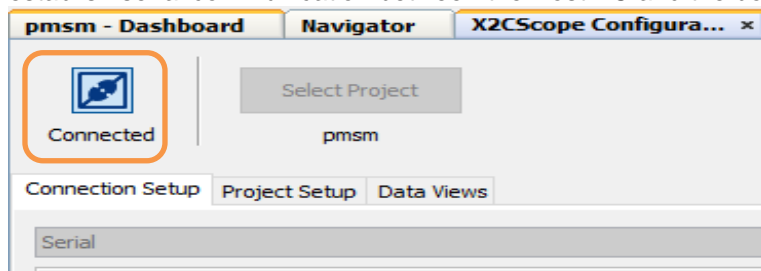 pmsm - Dashboard Navigator X2CScope Configura... ×
Select Project
Connected pmsm
Connection Setup Project Setup Data Views
Serial